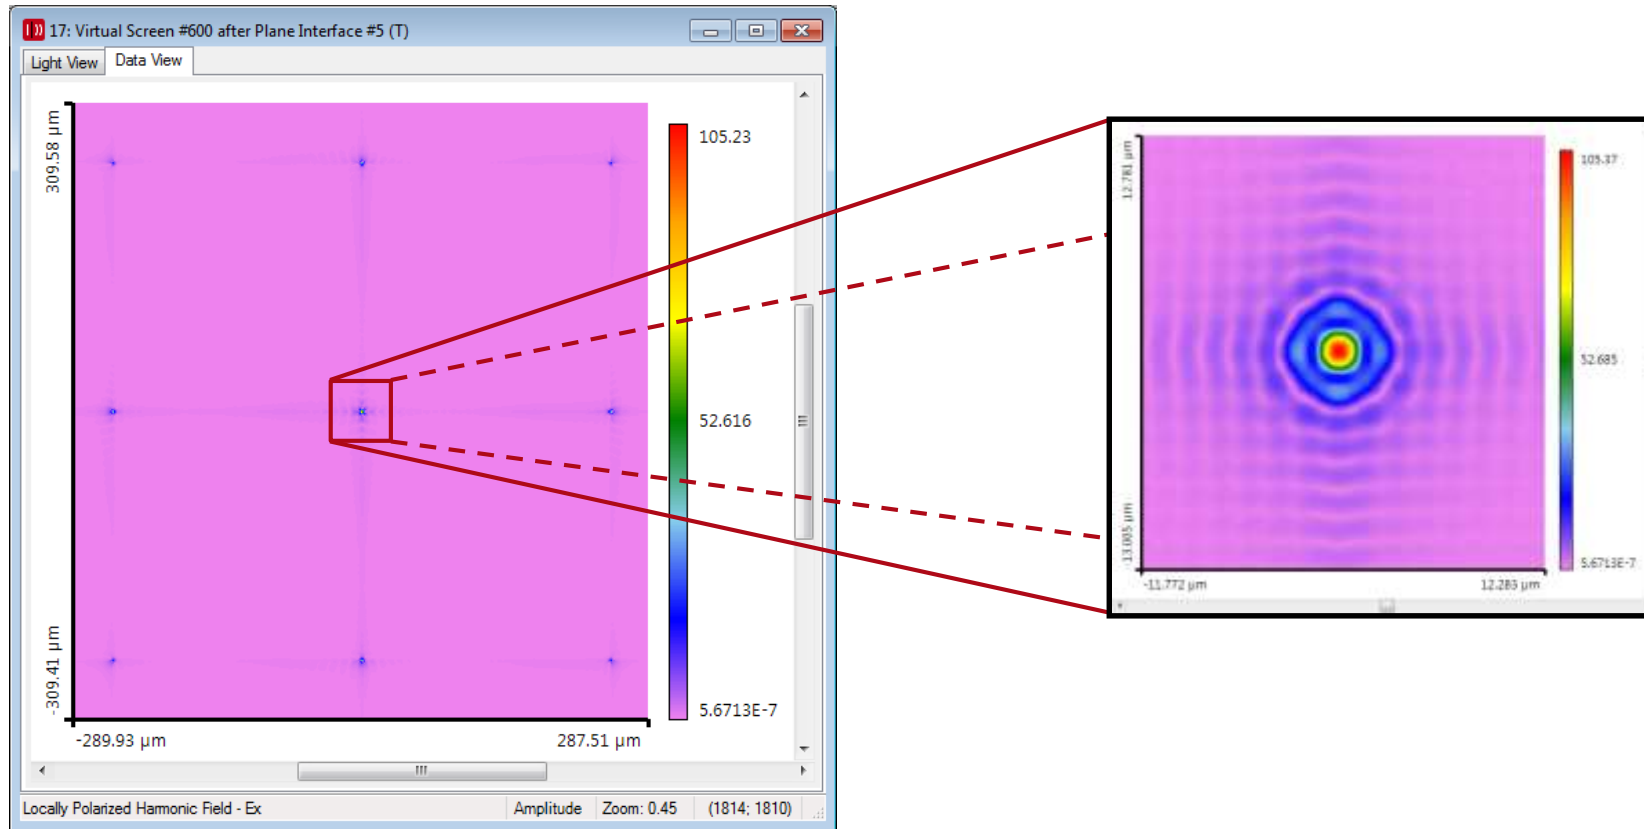 17: Virtual Screen #600 after Plane Interface #5 (T)
Light View
Data View
309.58 µm
-309.41 µm
-289.93 µm
287.51 µm
105.23
52.616
5.6713E-7
Locally Polarized Harmonic Field - Ex
Amplitude
Zoom: 0.45
(1814; 1810)
12.781 µm
-13.005 µm
-11.772 µm
12.283 µm
105.37
52.685
5.6713E-7